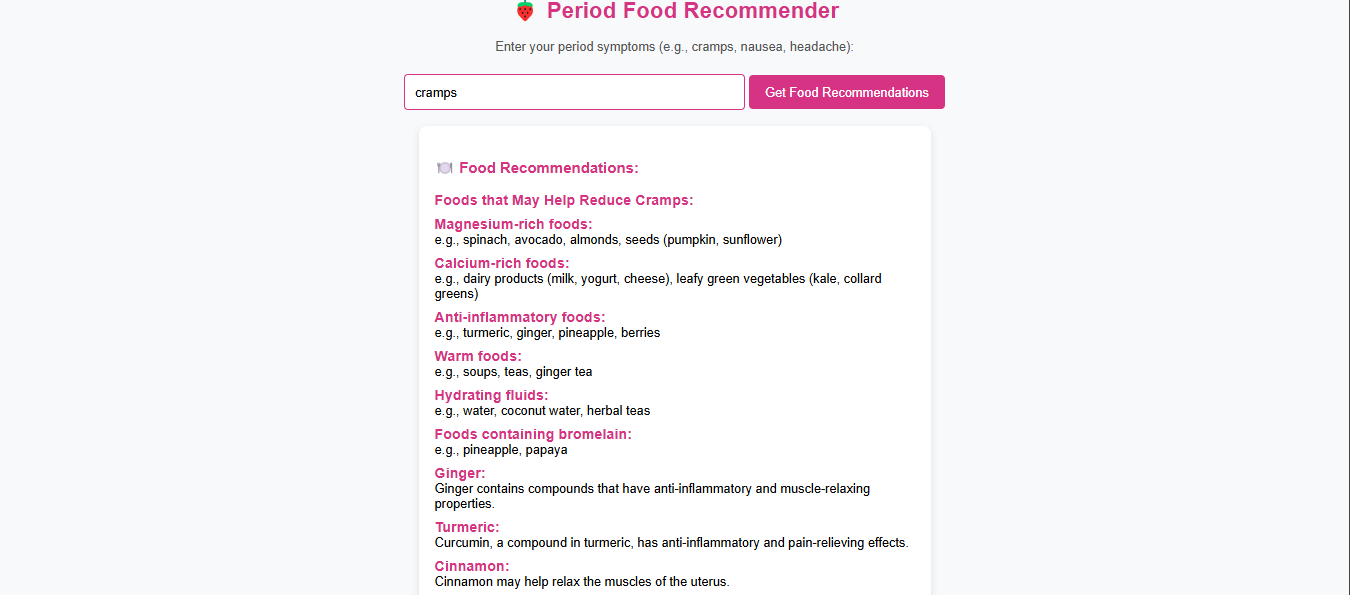 Period Food Recommender
Enter your period symptoms (e.g., cramps, nausea, headache):
cramps
Get Food Recommendations
Food Recommendations:
Foods that May Help Reduce Cramps:
Magnesium-rich foods:
e.g., spinach, avocado, almonds, seeds (pumpkin, sunflower)
Calcium-rich foods:
e.g., dairy products (milk, yogurt, cheese), leafy green vegetables (kale, collard
greens)
Anti-inflammatory foods:
e.g., turmeric, ginger, pineapple, berries
Warm foods:
e.g., soups, teas, ginger tea
Hydrating fluids:
e.g., water, coconut water, herbal teas
Foods containing bromelain:
e.g., pineapple, papaya
Ginger:
Ginger contains compounds that have anti-inflammatory and muscle-relaxing
properties.
Turmeric:
Curcumin, a compound in turmeric, has anti-inflammatory and pain-relieving effects.
Cinnamon:
Cinnamon may help relax the muscles of the uterus.